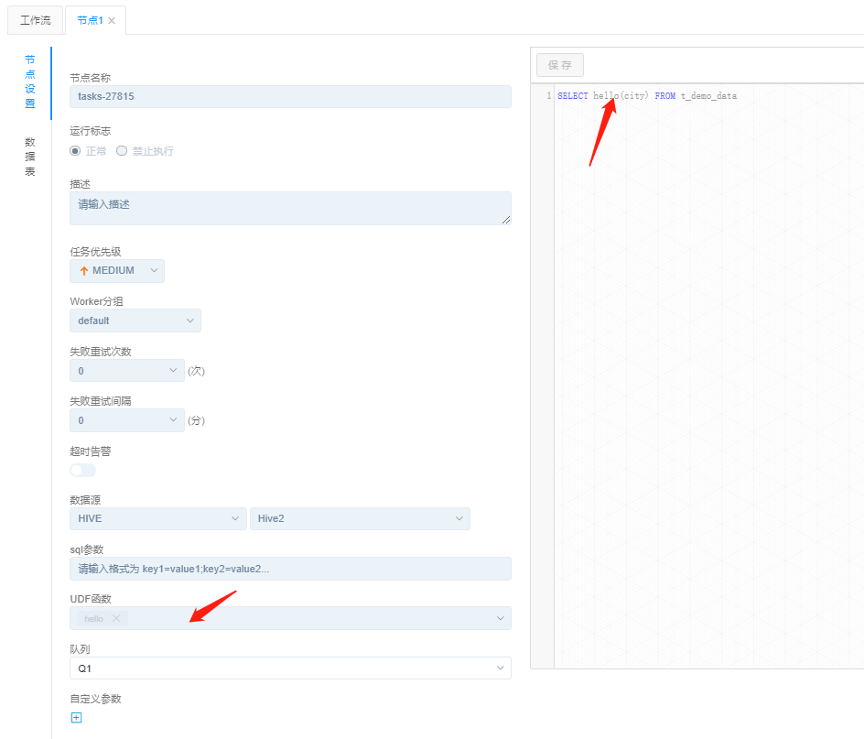 工作流
节点1
节点设置
数据表
节点名称
tasks-27815
运行标志
正常
禁止执行
描述
请输入描述
任务优先级
MEDIUM
Worker分组
default
失败重试次数
0
(次)
失败重试间隔
0
(分)
超时告警
数据源
HIVE
Hive2
sql参数
请输入格式为 key1=value1;key2=value2...
UDF函数
hello
队列
Q1
自定义参数
保存
1 SELECT hello(city) FROM t_demo_data